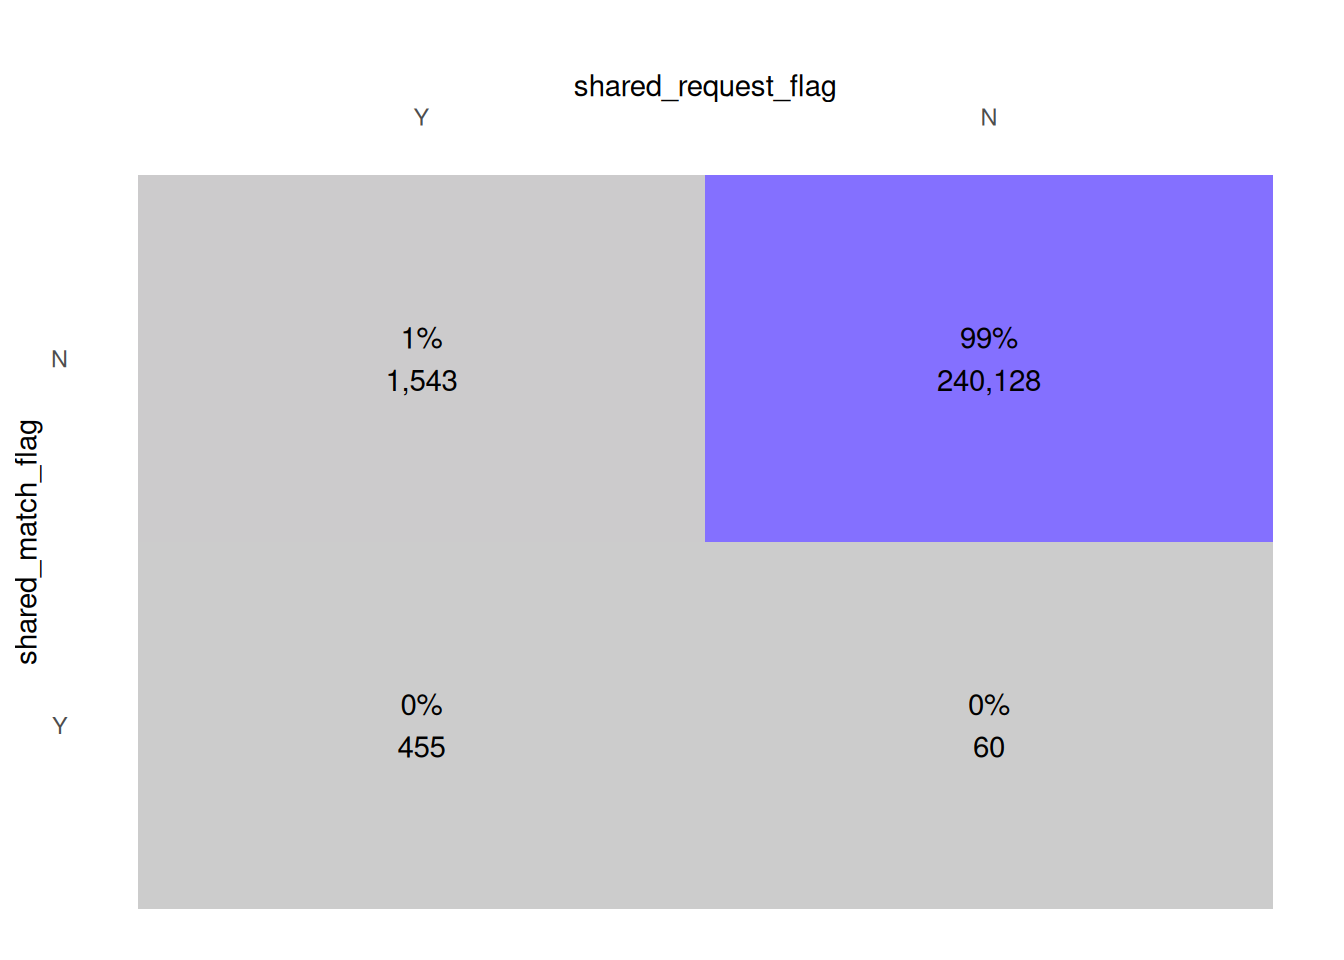 shared_request_flag
Y
N
N
1%
1,543
99%
240,128
shared_match_flag
Y
0%
455
0%
60